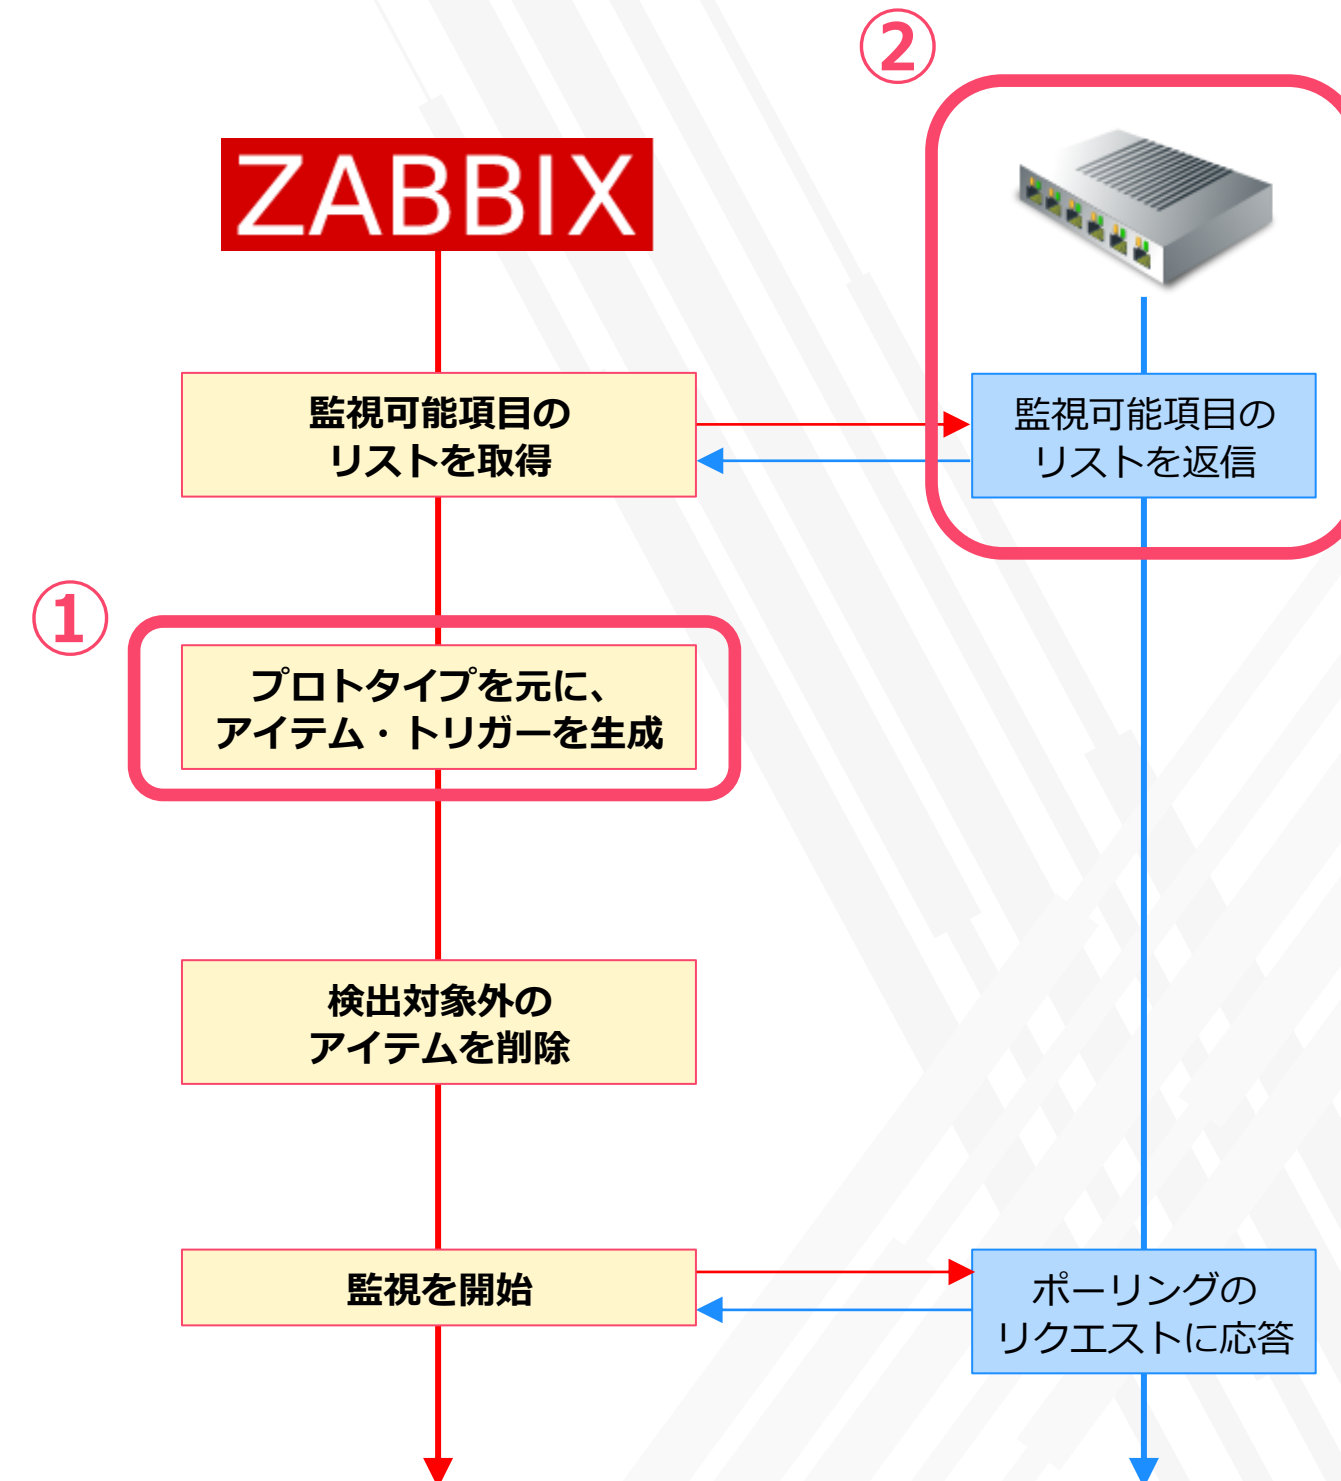 ②
ZABBIX
監視可能項目の
リストを取得
監視可能項目の
リストを返信
①
プロトタイプを元に、
アイテム・トリガーを生成
検出対象外の
アイテムを削除
監視を開始
ポーリングの
リクエストに応答